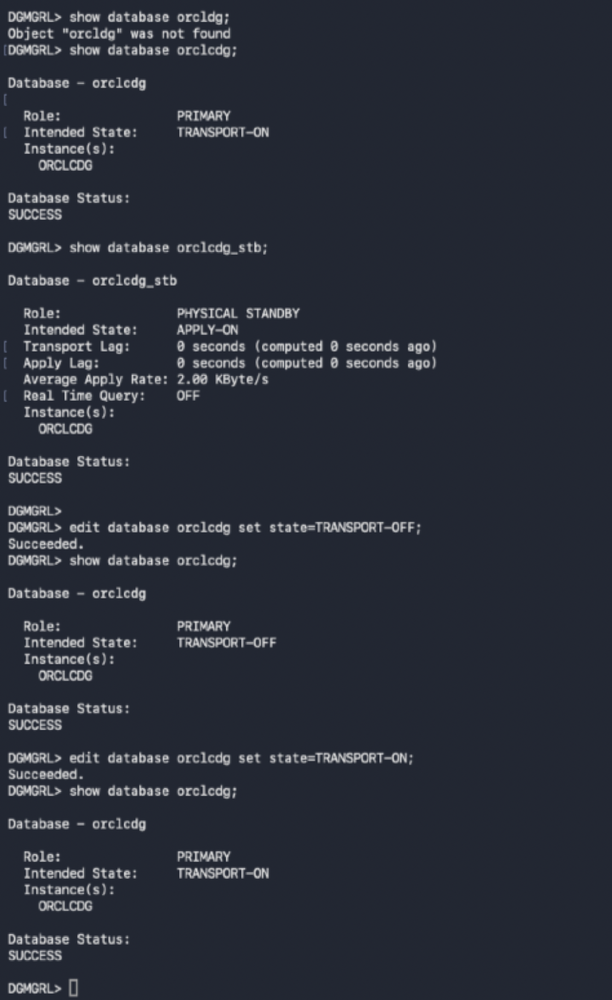 DGMGRL> show database orcldg;
Object "orcldg" was not found
[DGMGRL> show database orclcdg;
Database - orclcdg
[
Role: PRIMARY
[ Intended State: TRANSPORT-ON
Instance(s):
ORCLCDG
Database Status:
SUCCESS
DGMGRL> show database orclcdg_stb;
Database - orclcdg_stb
Role: PHYSICAL STANDBY
Intended State: APPLY-ON
[ Transport Lag: 0 seconds (computed 0 seconds ago)
[ Apply Lag: 0 seconds (computed 0 seconds ago)
Average Apply Rate: 2.00 KByte/s
[ Real Time Query: OFF
Instance(s):
ORCLCDG
Database Status:
SUCCESS
DGMGRL>
DGMGRL> edit database orclcdg set state=TRANSPORT-OFF;
Succeeded.
DGMGRL> show database orclcdg;
Database - orclcdg
Role: PRIMARY
Intended State: TRANSPORT-OFF
Instance(s):
ORCLCDG
Database Status:
SUCCESS
DGMGRL> edit database orclcdg set state=TRANSPORT-ON;
Succeeded.
DGMGRL> show database orclcdg;
Database - orclcdg
Role: PRIMARY
Intended State: TRANSPORT-ON
Instance(s):
ORCLCDG
Database Status:
SUCCESS
DGMGRL>